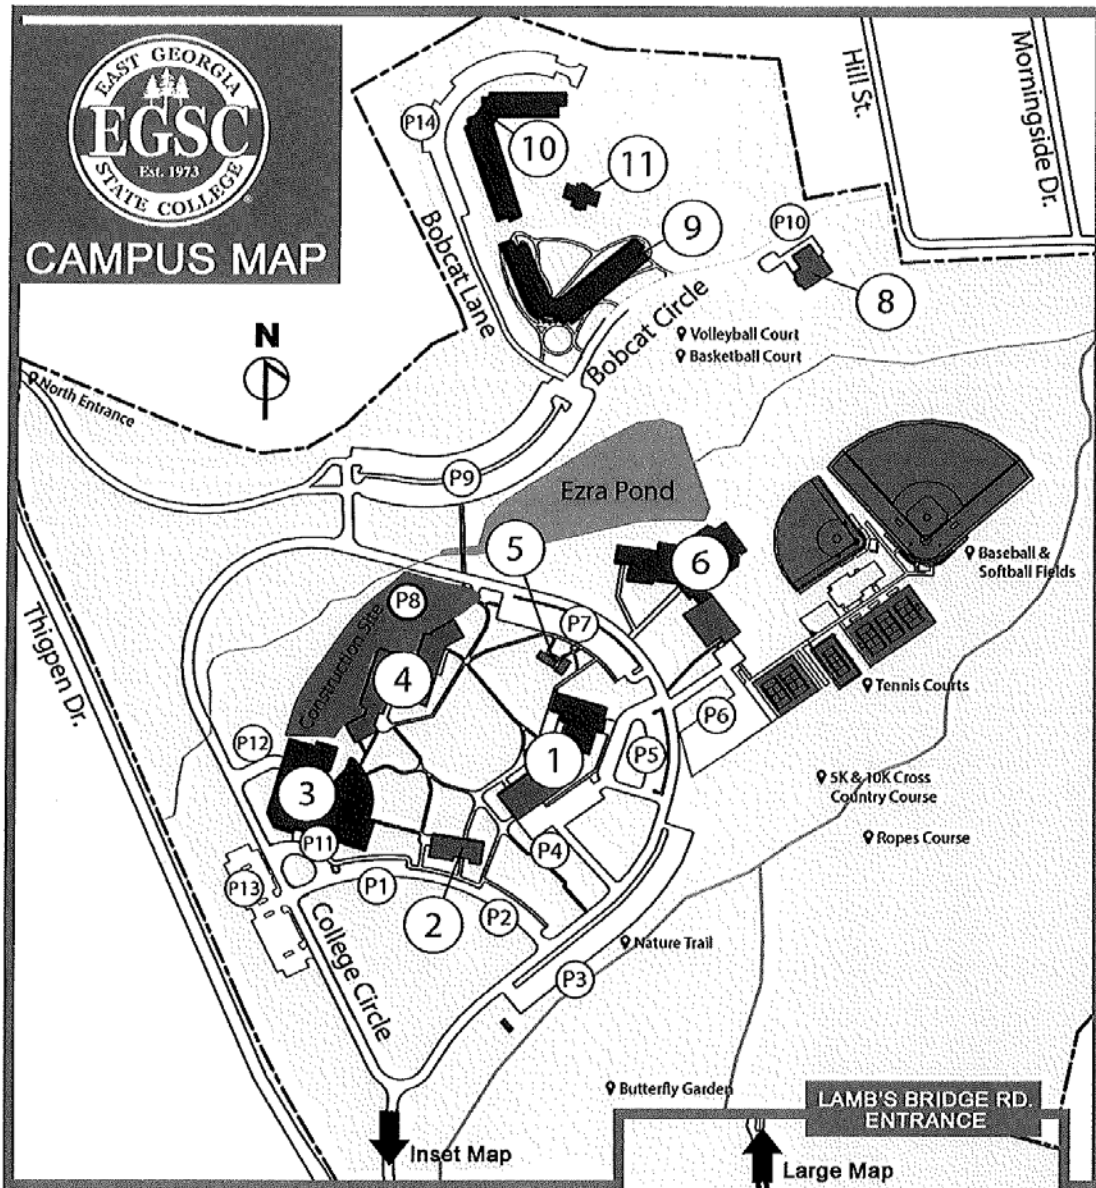 EAST GEORGIA
EGSC
Est. 1973
STATE COLLEGE
®
CAMPUS MAP
Hill St.
Morningside Dr.
P14
10
11
9
P10
8
Bobcat Lane
Bobcat Circle
Volleyball Court
Basketball Court
N
North Entrance
P9
Ezra Pond
5
6
Baseball &
Softball Fields
P8
P7
Construction Site
4
Thigpen Dr.
Tennis Courts
P6
P12
1
P5
3
5K & 10K Cross
Country Course
Ropes Course
P11
P4
P13
P1
2
P2
College Circle
Nature Trail
P3
Butterfly Garden
LAMB'S BRIDGE RD.
ENTRANCE
Inset Map
Large Map